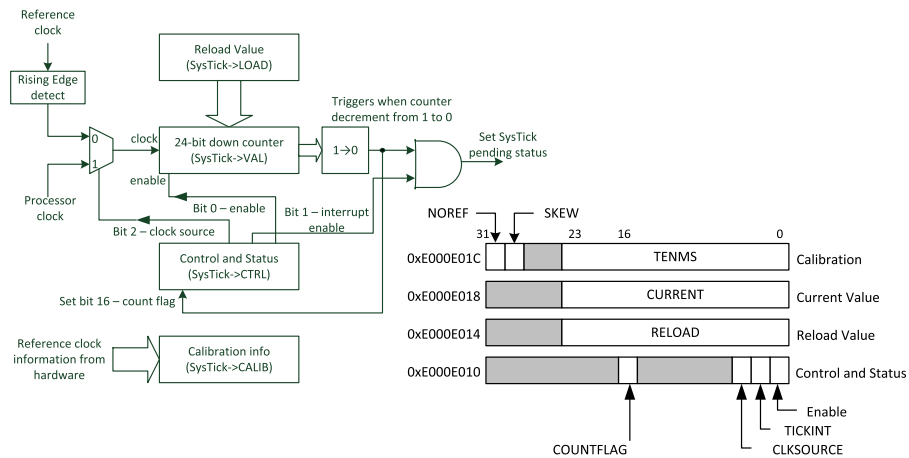 Reference
clock
Rising Edge
detect
Reload Value
(SysTick->LOAD)
Triggers when counter
decrement from 1 to 0
0
1
clock
24-bit down counter
(SysTick->VAL)
1→0
Set SysTick
pending status
enable
Processor
clock
Bit 0 – enable
Bit 1 – interrupt
enable
Bit 2 – clock source
Control and Status
(SysTick->CTRL)
Set bit 16 – count flag
Reference clock
information from
hardware
Calibration info
(SysTick->CALIB)
NOREF SKEW
31 23 16 0
0xE000E01C TENMS Calibration
0xE000E018 CURRENT Current Value
0xE000E014 RELOAD Reload Value
0xE000E010 Control and Status
Enable
TICKINT
COUNTFLAG CLKSOURCE